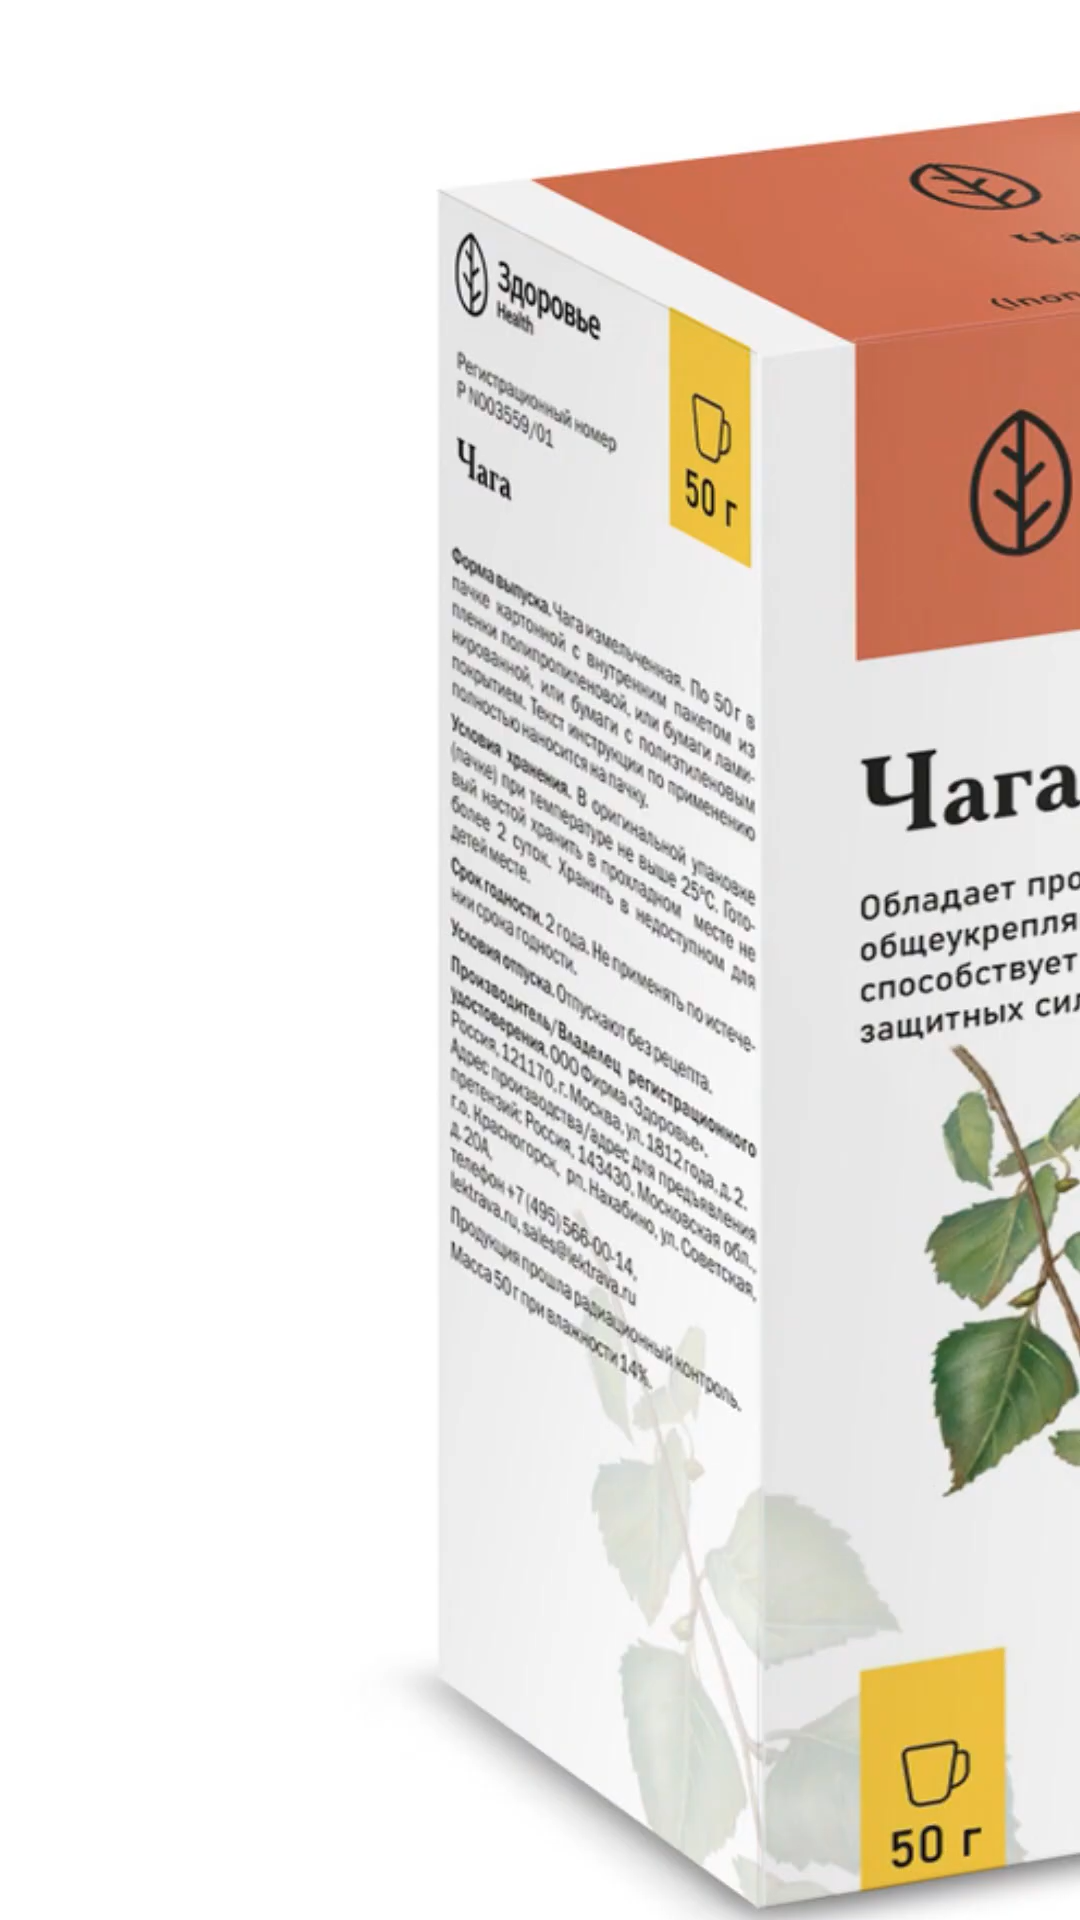 Здоровье
Health
Регистрационный номер
Р N003559/01
Чага
50 г
Форма выпуска. Чага измельчённая. По 50 г в
пачке картонной с внутренним пакетом из
пленки полипропиленовой, или бумаги лами-
нированной, или бумаги с полиэтиленовым
покрытием. Текст инструкции по применению
полностью наносится на пачку.
Условия хранения. В оригинальной упаковке
(пачке) при температуре не выше 25°С. Гото-
вый настой хранить в прохладном месте не
более 2 суток. Хранить в недоступном для
детей месте.
Срок годности. 2 года. Не применять по истече-
нии срока годности.
Условия отпуска. Отпускают без рецепта.
Производитель/Владелец регистрационного
удостоверения. ООО Фирма «Здоровье».
Россия, 121170, г. Москва, ул. 1812 года, д. 2.
Адрес производства/адрес для предъявления
претензий: Россия, 143430, Московская обл.,
г.о. Красногорск, рп. Нахабино, ул. Советская,
д. 20А,
телефон +7 (495) 566-00-14,
lektrava.ru, sales@lektrava.ru
Продукция прошла радиационный контроль.
Масса 50 г при влажности 14%.
Ча
(Inon
Чага
Обладает про
общеукрепля
способствует
защитных сил
50 г